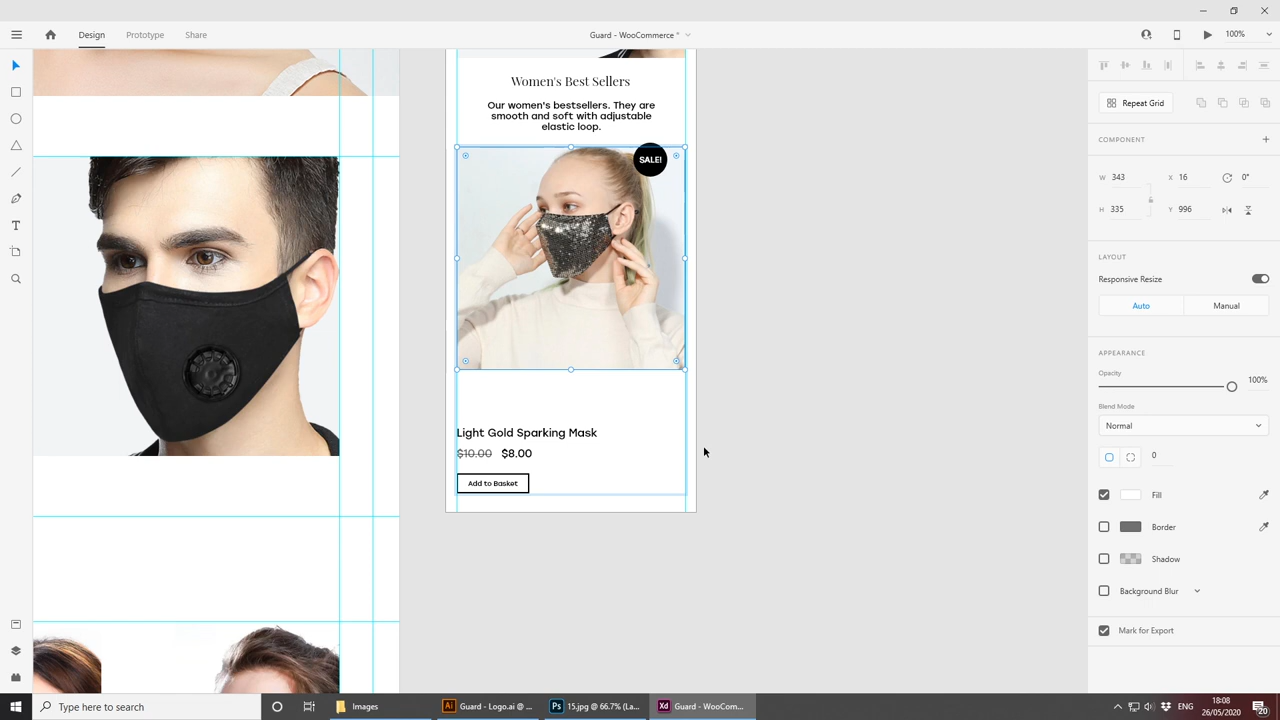 Design
Prototype
Share
Guard - WooCommerce *
100%
Women's Best Sellers
Our women's bestsellers. They are
smooth and soft with adjustable
elastic loop.
SALE!
Light Gold Sparking Mask
$10.00 $8.00
Add to Basket
Repeat Grid
COMPONENT
W 343 X 16 0°
H 335 Y 996
LAYOUT
Responsive Resize
Auto Manual
APPEARANCE
Opacity
100%
Blend Mode
Normal
0
Fill
Border
Shadow
Background Blur
Mark for Export
Type here to search
Images
Ai Guard - Logo.ai @ ...
Ps 15.jpg @ 66.7% (La...
Xd Guard - WooCom...
ENG
18:08
26/05/2020
20